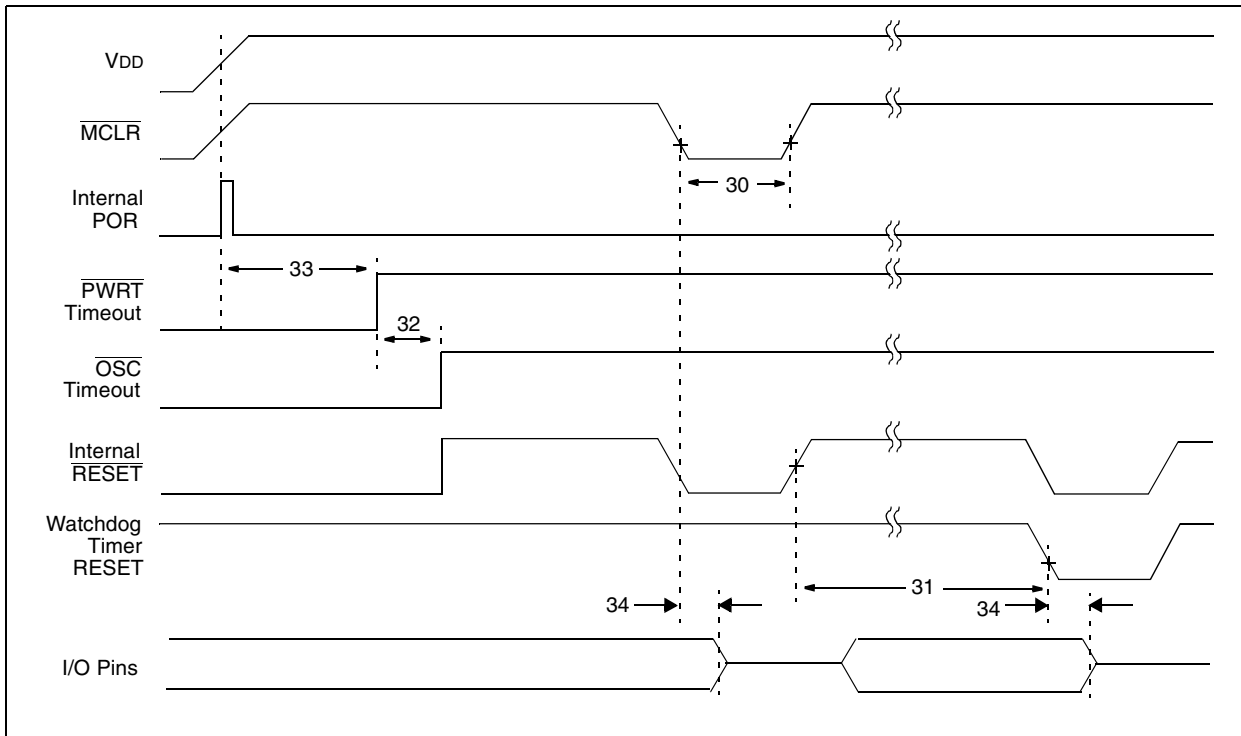 VDD
MCLR
Internal
POR
30
33
PWRT
Timeout
32
OSC
Timeout
Internal
RESET
Watchdog
Timer
RESET
31
34
34
I/O Pins